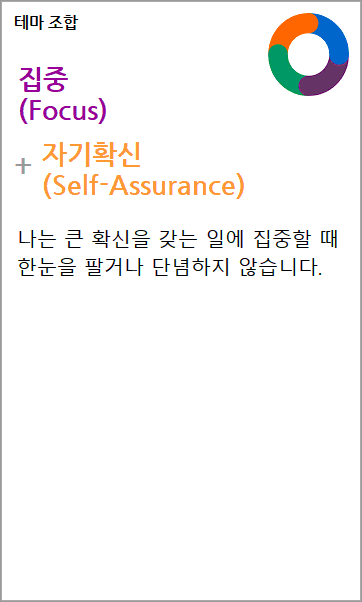 테마 조합
집중
(Focus)
+ 자기확신
(Self-Assurance)
나는 큰 확신을 갖는 일에 집중할 때
한눈을 팔거나 단념하지 않습니다.